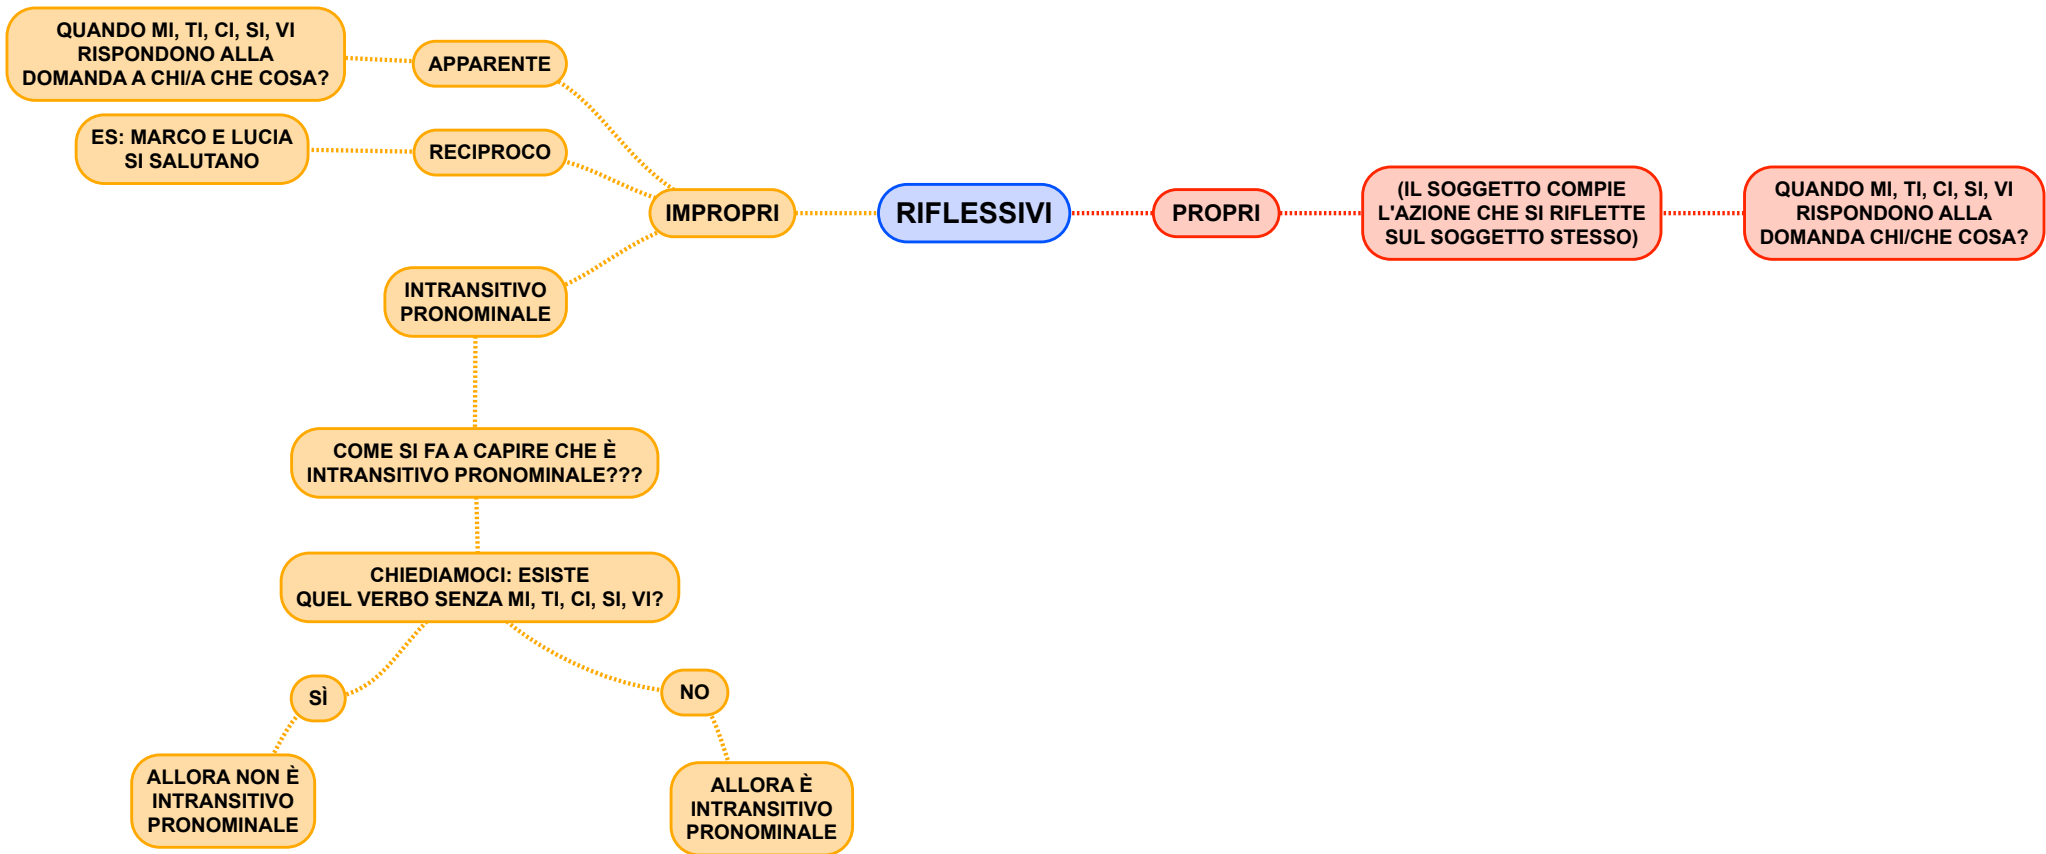 QUANDO MI, TI, CI, SI, VI
RISPONDONO ALLA
DOMANDA A CHI/A CHE COSA?
APPARENTE
ES: MARCO E LUCIA
SI SALUTANO
RECIPROCO
IMPROPRI
RIFLESSIVI
PROPRI
(IL SOGGETTO COMPIE
L'AZIONE CHE SI RIFLETTE
SUL SOGGETTO STESSO)
QUANDO MI, TI, CI, SI, VI
RISPONDONO ALLA
DOMANDA CHI/CHE COSA?
INTRANSITIVO
PRONOMINALE
COME SI FA A CAPIRE CHE È
INTRANSITIVO PRONOMINALE???
CHIEDIAMOCI: ESISTE
QUEL VERBO SENZA MI, TI, CI, SI, VI?
SÌ
NO
ALLORA NON È
INTRANSITIVO
PRONOMINALE
ALLORA È
INTRANSITIVO
PRONOMINALE